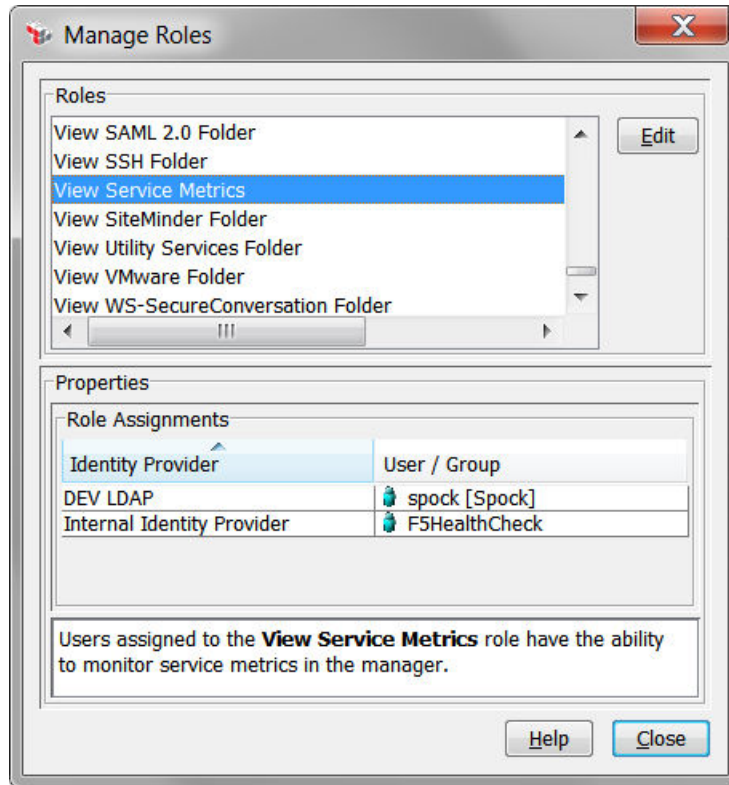 Manage Roles
Roles
View SAML 2.0 Folder
View SSH Folder
View Service Metrics
View SiteMinder Folder
View Utility Services Folder
View VMware Folder
View WS-SecureConversation Folder
Edit
Properties
Role Assignments
Identity Provider User / Group
DEV LDAP spock [Spock]
Internal Identity Provider F5HealthCheck
Users assigned to the View Service Metrics role have the ability
to monitor service metrics in the manager.
Help Close